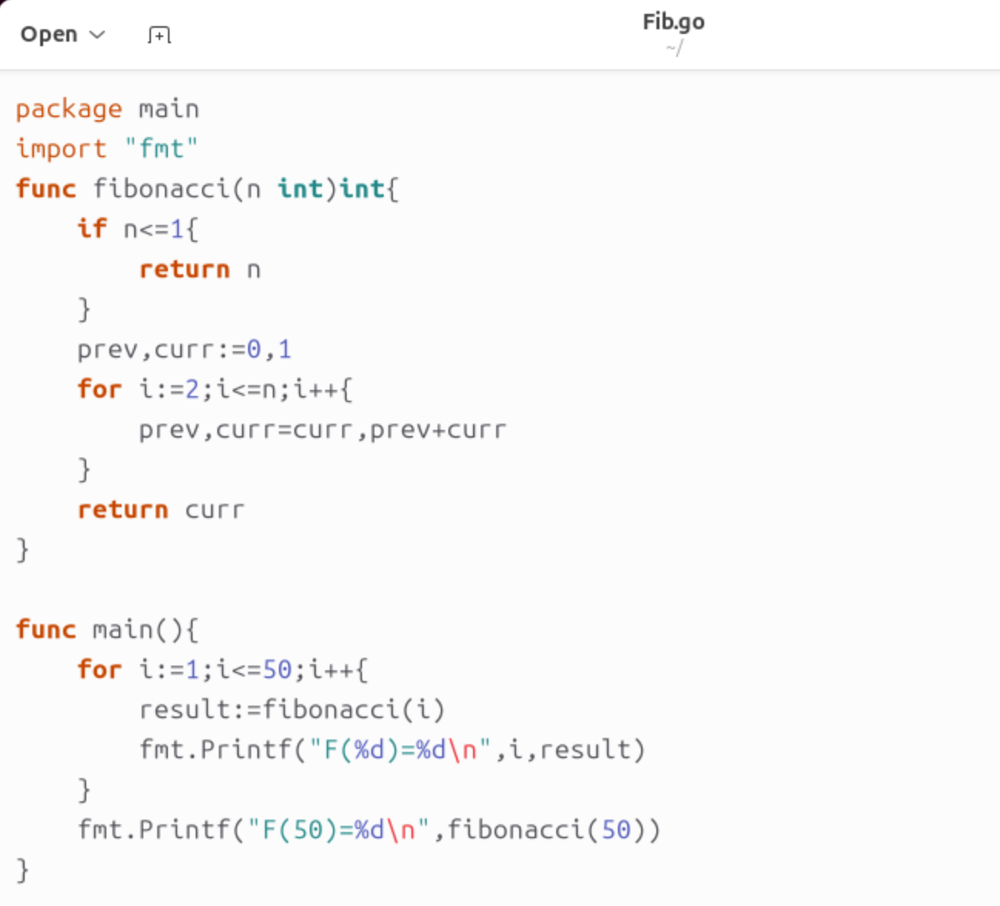 Open
Fib.go
~/
package main
import "fmt"
func fibonacci(n int)int{
    if n<=1{
        return n
    }
    prev,curr:=0,1
    for i:=2;i<=n;i++{
        prev,curr=curr,prev+curr
    }
    return curr
}

func main(){
    for i:=1;i<=50;i++{
        result:=fibonacci(i)
        fmt.Printf("F(%d)=%d\n",i,result)
    }
    fmt.Printf("F(50)=%d\n",fibonacci(50))
}